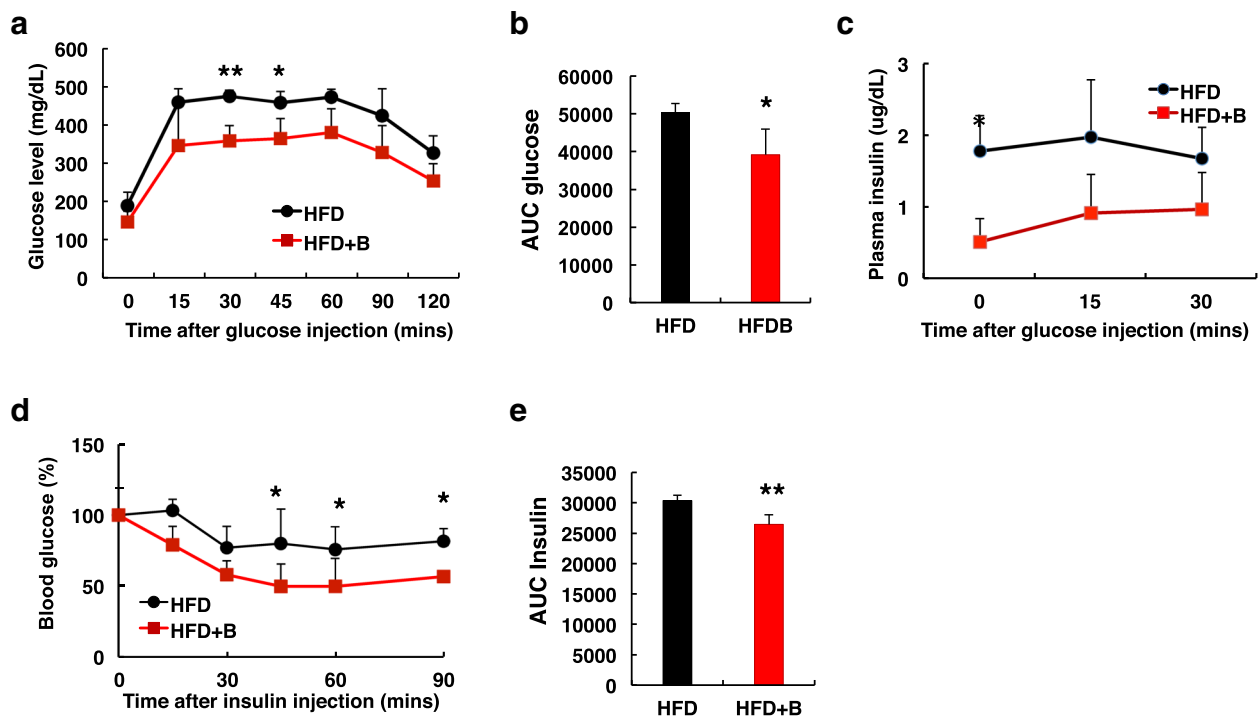 a
600
500
400
300
200
100
0
Glucose level (mg/dL)
** *
HFD
HFD+B
0 15 30 45 60 90 120
Time after glucose injection (mins)
b
60000
50000
40000
30000
20000
10000
0
AUC glucose
*
HFD HFDB
c
3
2
1
0
Plasma insulin (ug/dL)
*
HFD
HFD+B
0 15 30
Time after glucose injection (mins)
d
150
100
50
0
Blood glucose (%)
* * *
HFD
HFD+B
0 30 60 90
Time after insulin injection (mins)
e
35000
30000
25000
20000
15000
10000
5000
0
AUC Insulin
**
HFD HFD+B